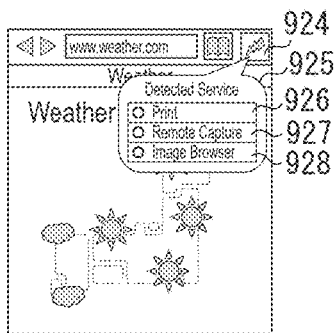 www.weather.com
924
925
Weather
Detected Service
Weather
Print
926
Remote Capture
927
Image Browser
928